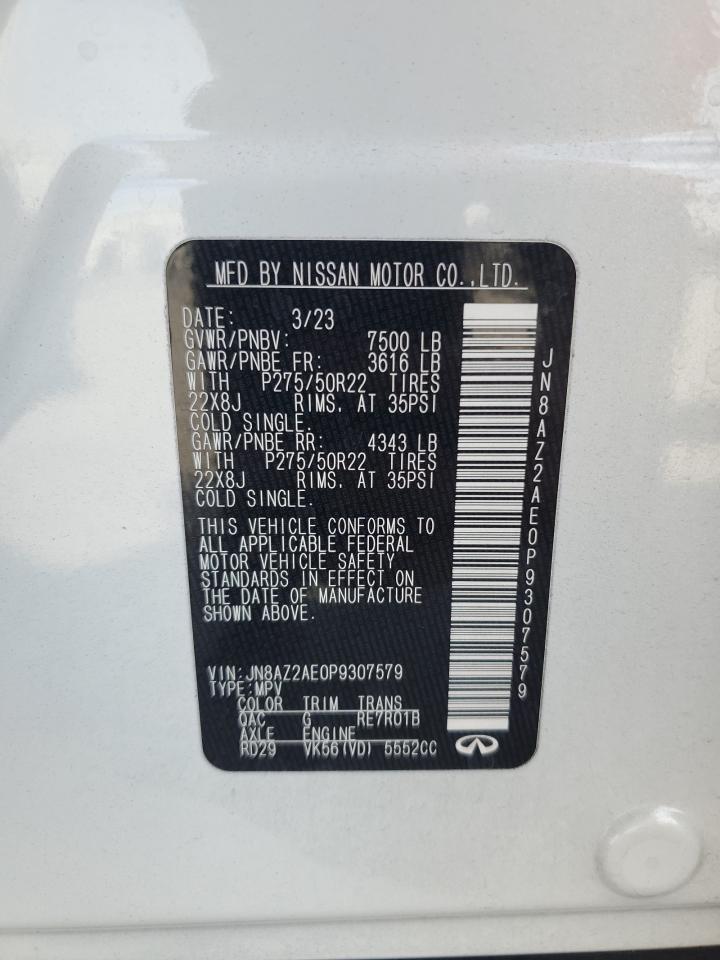 MFD BY NISSAN MOTOR CO.,LTD.
DATE: 3/23
GVWR/PNBV: 7500 LB
GAWR/PNBE FR: 3616 LB
WITH P275/50R22 TIRES
22X8J RIMS. AT 35PSI
COLD SINGLE.
GAWR/PNBE RR: 4343 LB
WITH P275/50R22 TIRES
22X8J RIMS. AT 35PSI
COLD SINGLE.
THIS VEHICLE CONFORMS TO
ALL APPLICABLE FEDERAL
MOTOR VEHICLE SAFETY
STANDARDS IN EFFECT ON
THE DATE OF MANUFACTURE
SHOWN ABOVE.
VIN:JN8AZ2AE0P9307579
TYPE:MPV
COLOR TRIM TRANS
QAC G RE7R01B
AXLE ENGINE
RD29 VK56(VD) 5552CC
JN8AZ2AE0P9307579